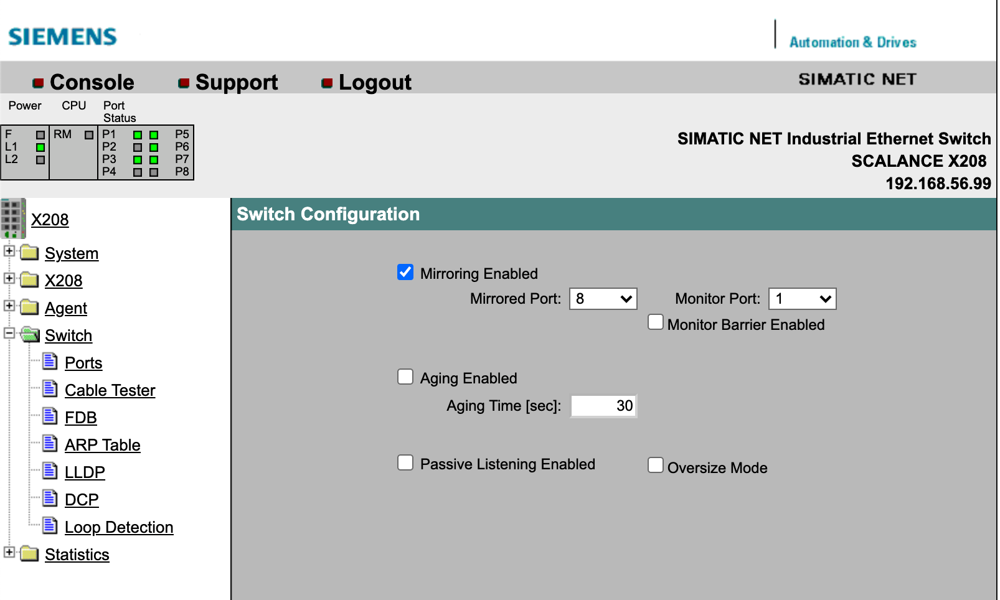 SIEMENS
Automation & Drives
Console Support Logout
SIMATIC NET
Power CPU Port Status
F RM P1 P5
L1 P2 P6
L2 P3 P7
P4 P8
SIMATIC NET Industrial Ethernet Switch
SCALANCE X208
192.168.56.99
X208
System
X208
Agent
Switch
Ports
Cable Tester
FDB
ARP Table
LLDP
DCP
Loop Detection
Statistics
Switch Configuration
Mirroring Enabled
Mirrored Port: 8 Monitor Port: 1
Monitor Barrier Enabled
Aging Enabled
Aging Time [sec]: 30
Passive Listening Enabled Oversize Mode